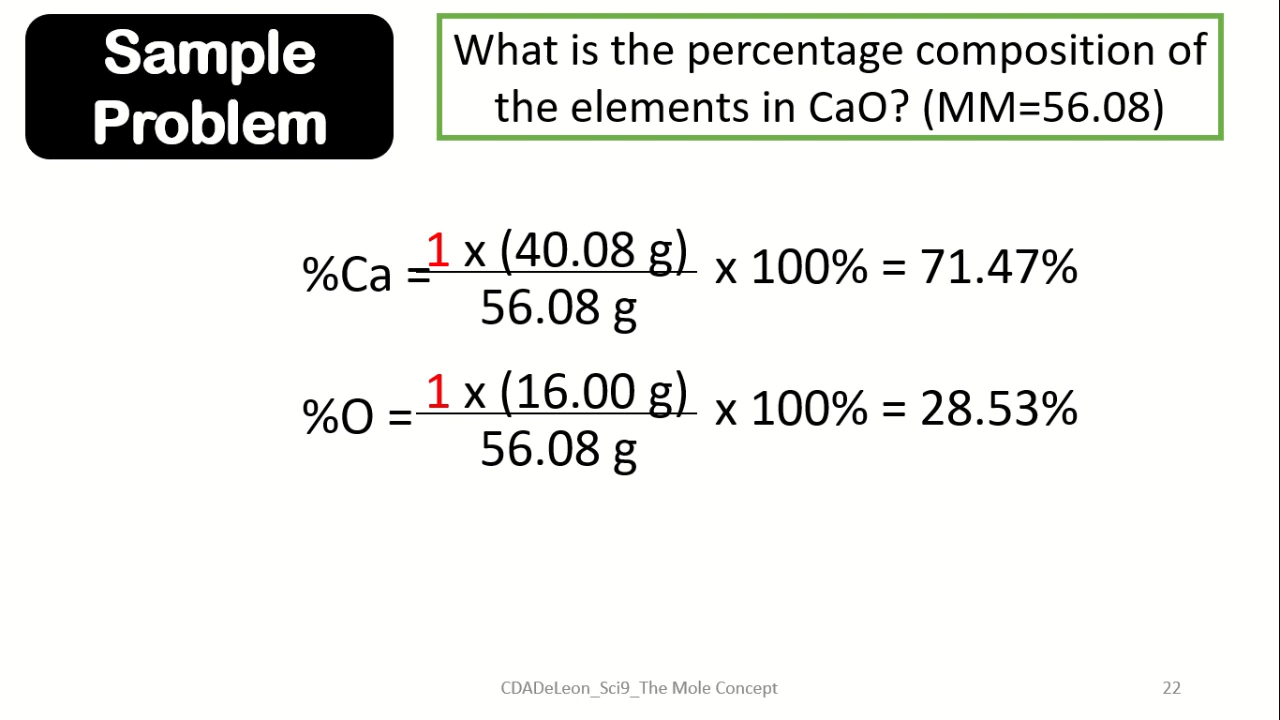 Sample
Problem
What is the percentage composition of
the elements in CaO? (MM=56.08)
1 x (40.08 g)
%Ca = x 100% = 71.47%
56.08 g
1 x (16.00 g)
%O = x 100% = 28.53%
56.08 g
CDADeLeon_Sci9_The Mole Concept 22